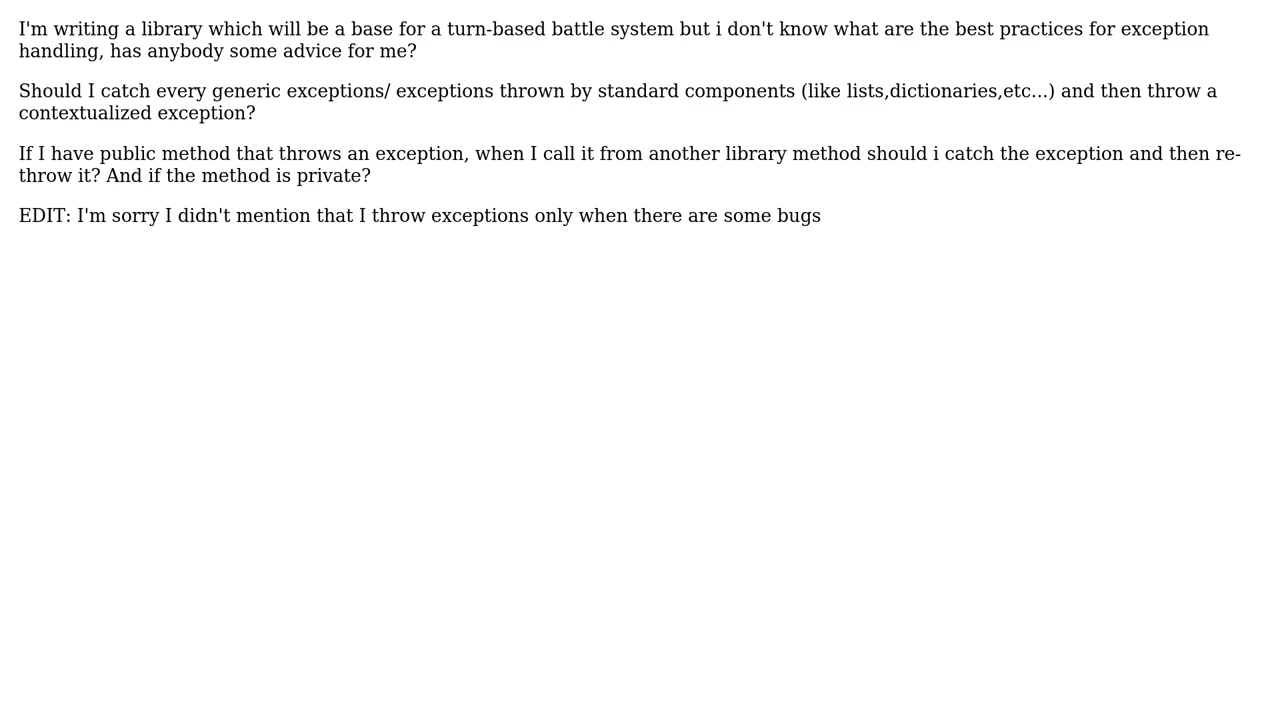 I'm writing a library which will be a base for a turn-based battle system but i don't know what are the best practices for exception
handling, has anybody some advice for me?
Should I catch every generic exceptions/ exceptions thrown by standard components (like lists,dictionaries,etc...) and then throw a
contextualized exception?
If I have public method that throws an exception, when I call it from another library method should i catch the exception and then re-
throw it? And if the method is private?
EDIT: I'm sorry I didn't mention that I throw exceptions only when there are some bugs